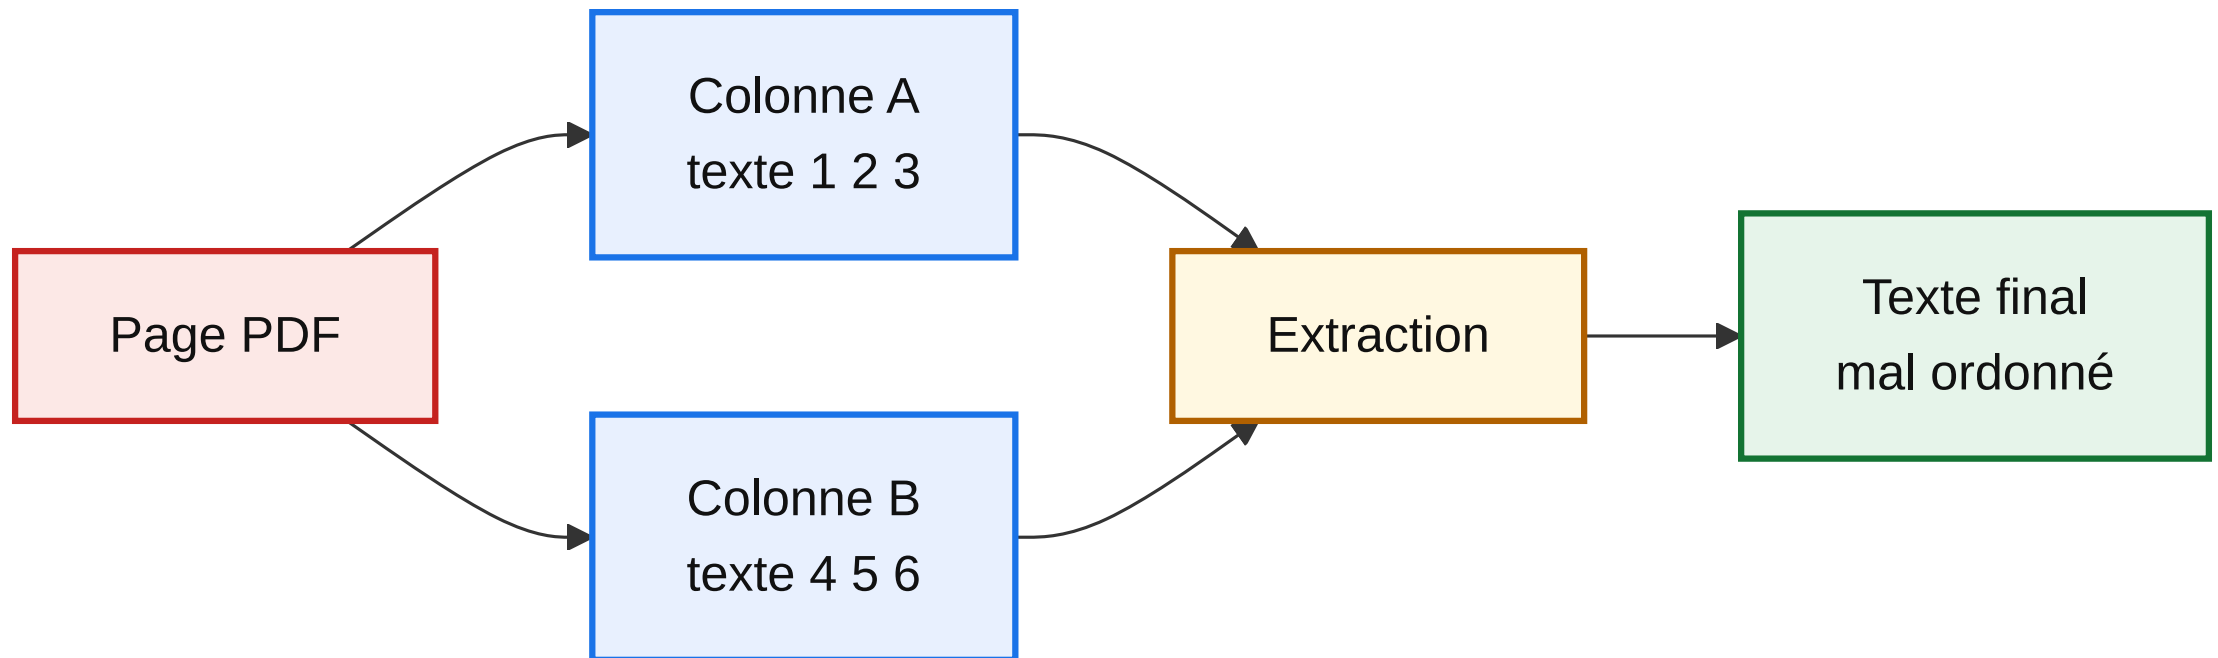 Page PDF
Colonne A
texte 1 2 3
Colonne B
texte 4 5 6
Extraction
Texte final
mal ordonné